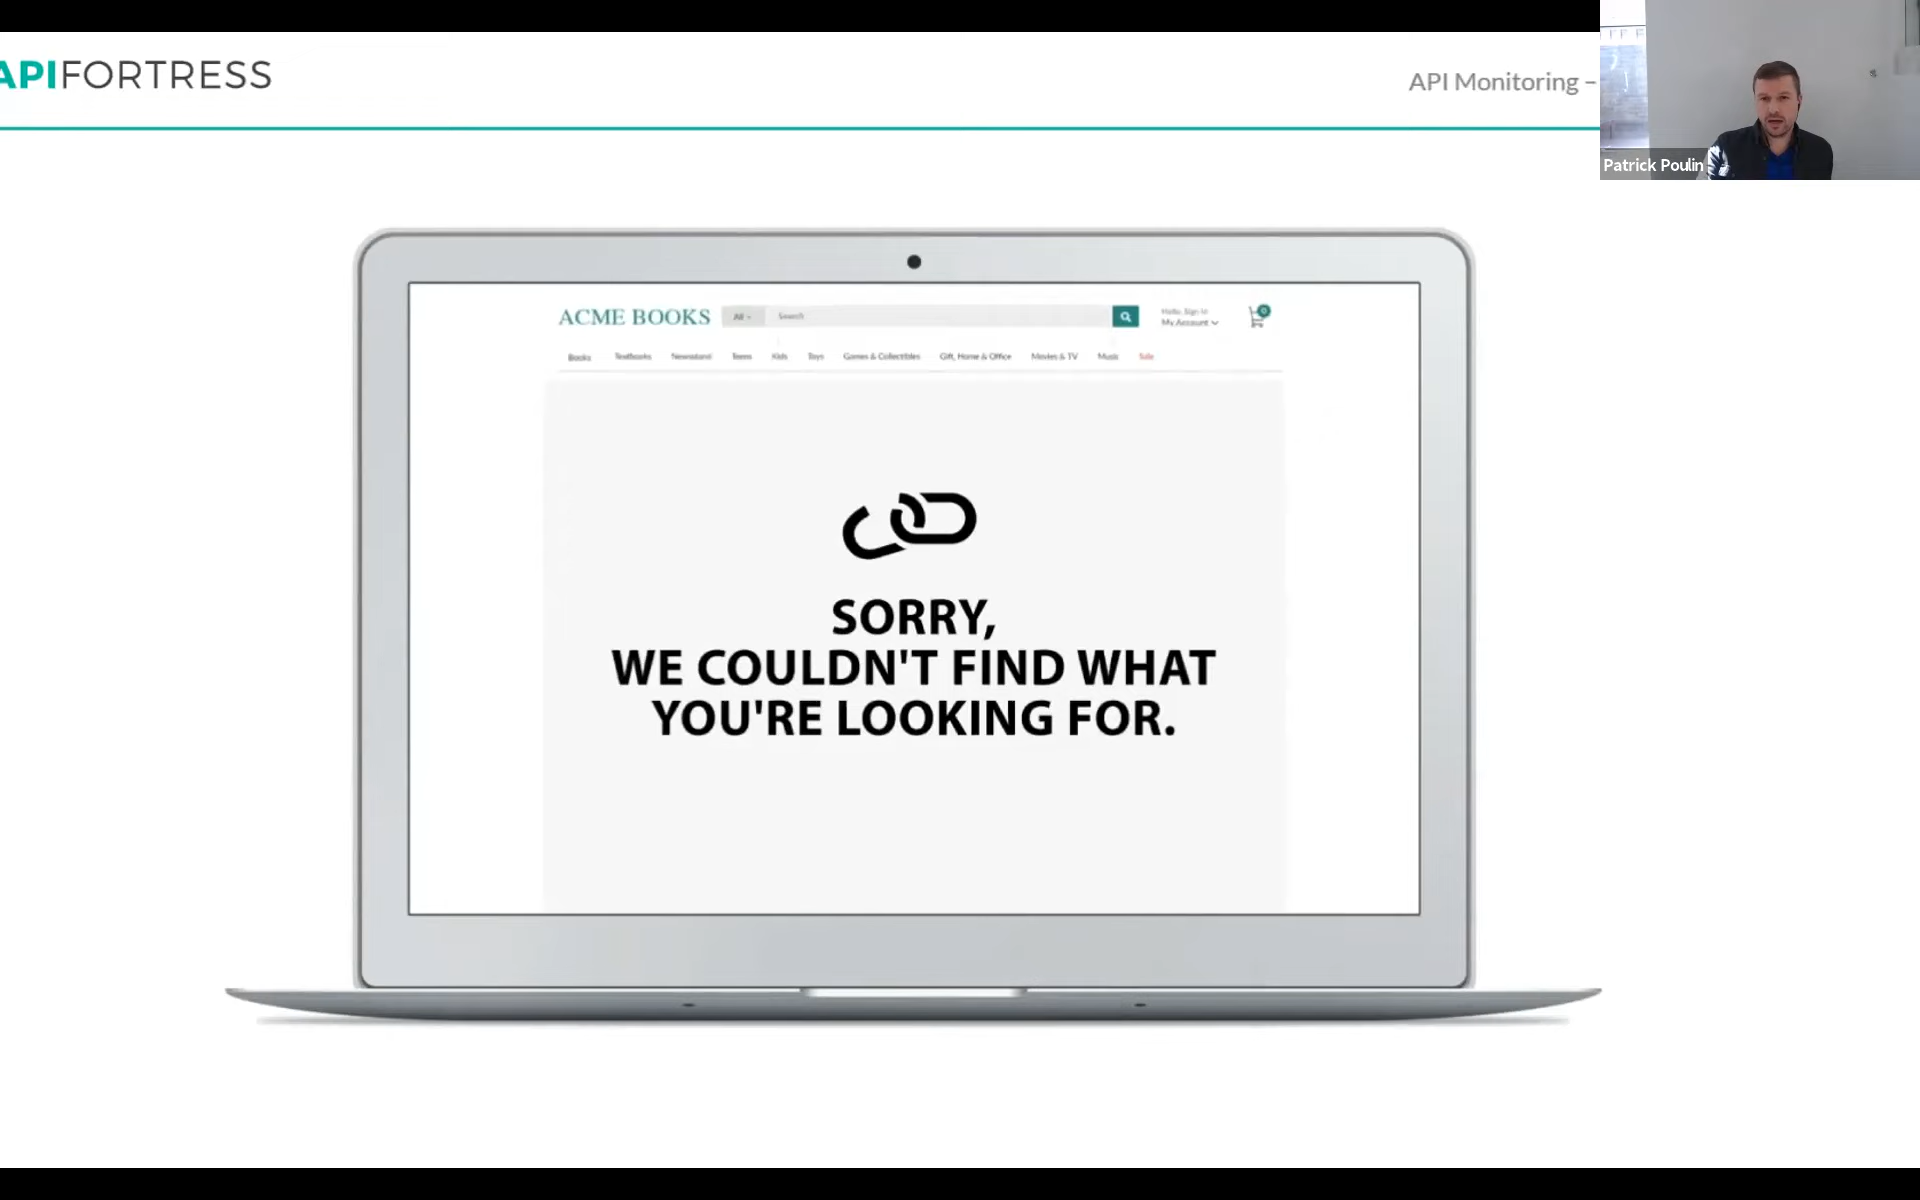 APIFORTRESS
API Monitoring –
Patrick Poulin
ACME BOOKS
All
Search
Hello, Sign In
My Account
0
Books Textbooks Newsstand Teens Kids Toys Games & Collectibles Gift, Home & Office Movies & TV Music Sale
SORRY,
WE COULDN'T FIND WHAT
YOU'RE LOOKING FOR.